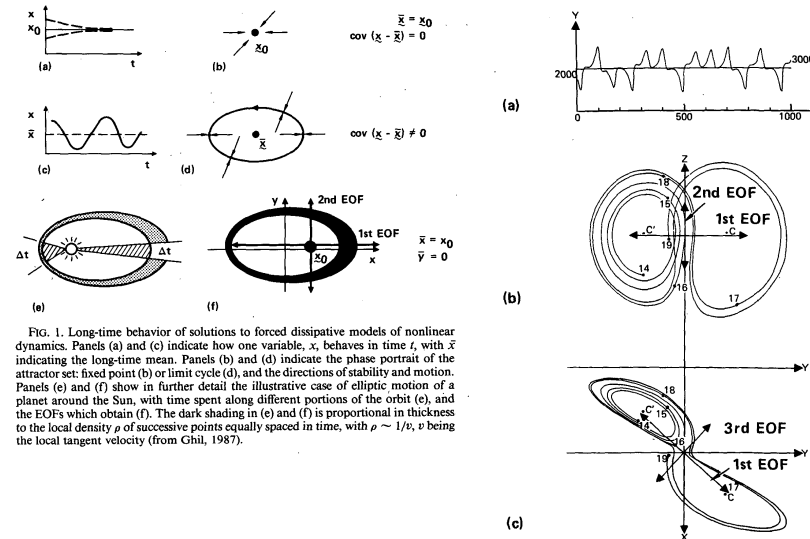 x
x0
(a)
t
x0
(b)
x̄ = x0
cov (x - x̄) = 0
x
x̄
(c)
t
x̄
(d)
cov (x - x̄) ≠ 0
Δt
Δt
(e)
y
2nd EOF
1st EOF
x0
x
(f)
x̄ = x0
ȳ = 0
FIG. 1. Long-time behavior of solutions to forced dissipative models of nonlinear
dynamics. Panels (a) and (c) indicate how one variable, x, behaves in time t, with x̄
indicating the long-time mean. Panels (b) and (d) indicate the phase portrait of the
attractor set: fixed point (b) or limit cycle (d), and the directions of stability and motion.
Panels (e) and (f) show in further detail the illustrative case of elliptic motion of a
planet around the Sun, with time spent along different portions of the orbit (e), and
the EOFs which obtain (f). The dark shading in (e) and (f) is proportional in thickness
to the local density ρ of successive points equally spaced in time, with ρ ~ 1/v, v being
the local tangent velocity (from Ghil, 1987).
Y
2000
3000
(a)
0
500
1000
Z
18
2nd EOF
15
1st EOF
C'
C
19
14
16
17
(b)
Y
18
C'
15
14
3rd EOF
16
19
Y
1st EOF
17
C
(c)
X